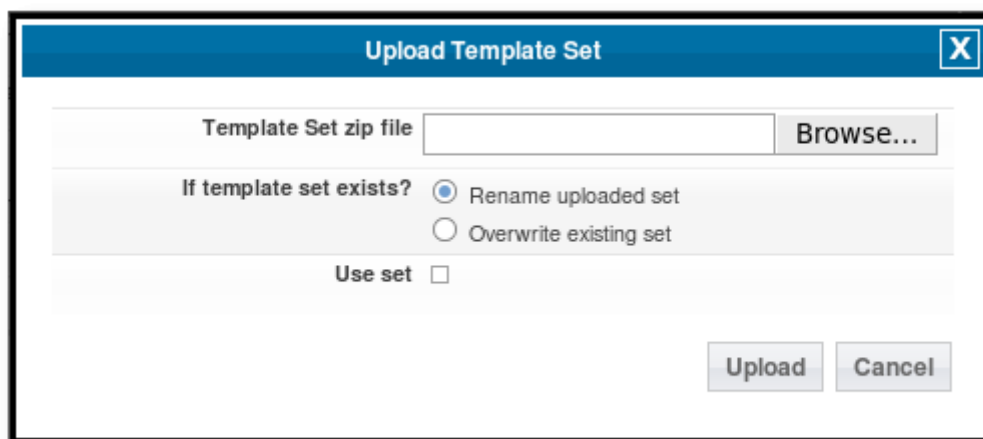 Upload Template Set X
Template Set zip file Browse...
If template set exists? Rename uploaded set
Overwrite existing set
Use set
Upload Cancel